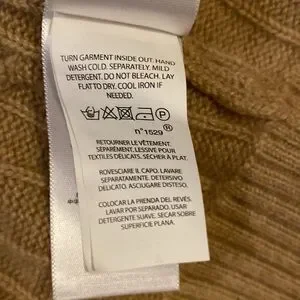 TURN GARMENT INSIDE OUT. HAND
WASH COLD. SEPARATELY. MILD
DETERGENT. DO NOT BLEACH. LAY
FLAT TO DRY. COOL IRON IF
NEEDED.
n°1529®
RETOURNER LE VÊTEMENT.
SÉPARÉMENT. LESSIVE POUR
TEXTILES DÉLICATS. SÉCHER À PLAT.
ROVESCIARE IL CAPO. LAVARE
SEPARATAMENTE. DETERSIVO
DELICATO. ASCIUGARE DISTESO.
COLOCAR LA PRENDA DEL REVÉS.
LAVAR POR SEPARADO. USAR
DETERGENTE SUAVE. SECAR SOBRE
SUPERFICIE PLANA.